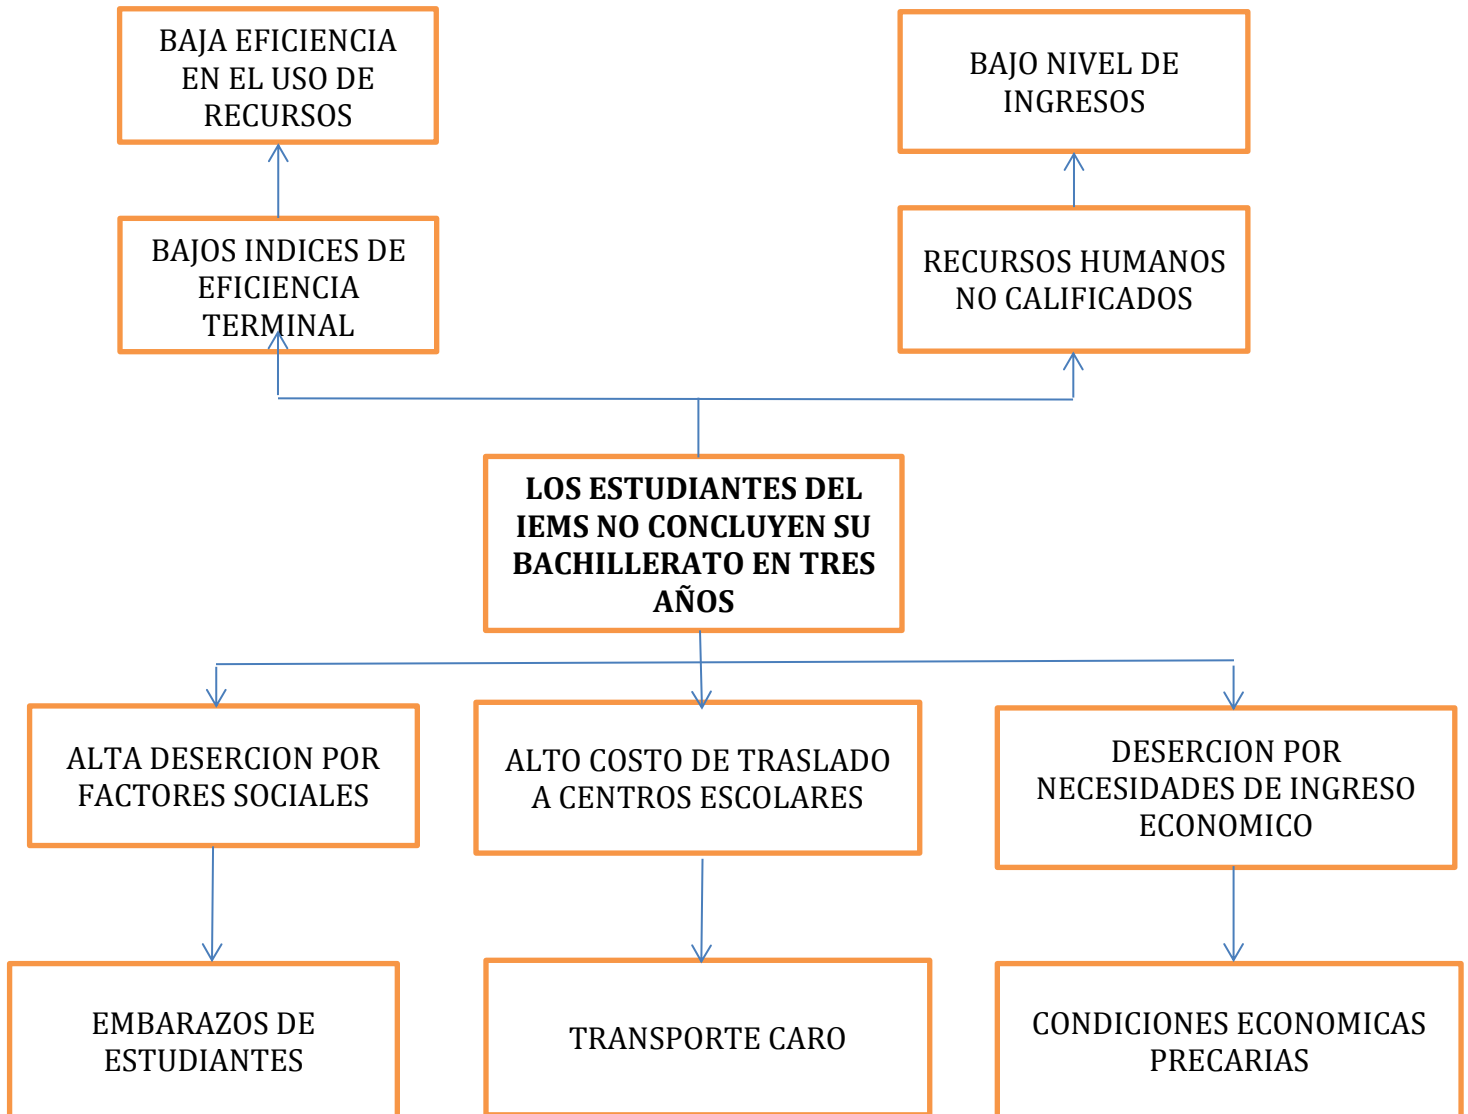 BAJA EFICIENCIA
EN EL USO DE
RECURSOS
BAJO NIVEL DE
INGRESOS
BAJOS INDICES DE
EFICIENCIA
TERMINAL
RECURSOS HUMANOS
NO CALIFICADOS
LOS ESTUDIANTES DEL
IEMS NO CONCLUYEN SU
BACHILLERATO EN TRES
AÑOS
ALTA DESERCION POR
FACTORES SOCIALES
ALTO COSTO DE TRASLADO
A CENTROS ESCOLARES
DESERCION POR
NECESIDADES DE INGRESO
ECONOMICO
EMBARAZOS DE
ESTUDIANTES
TRANSPORTE CARO
CONDICIONES ECONOMICAS
PRECARIAS